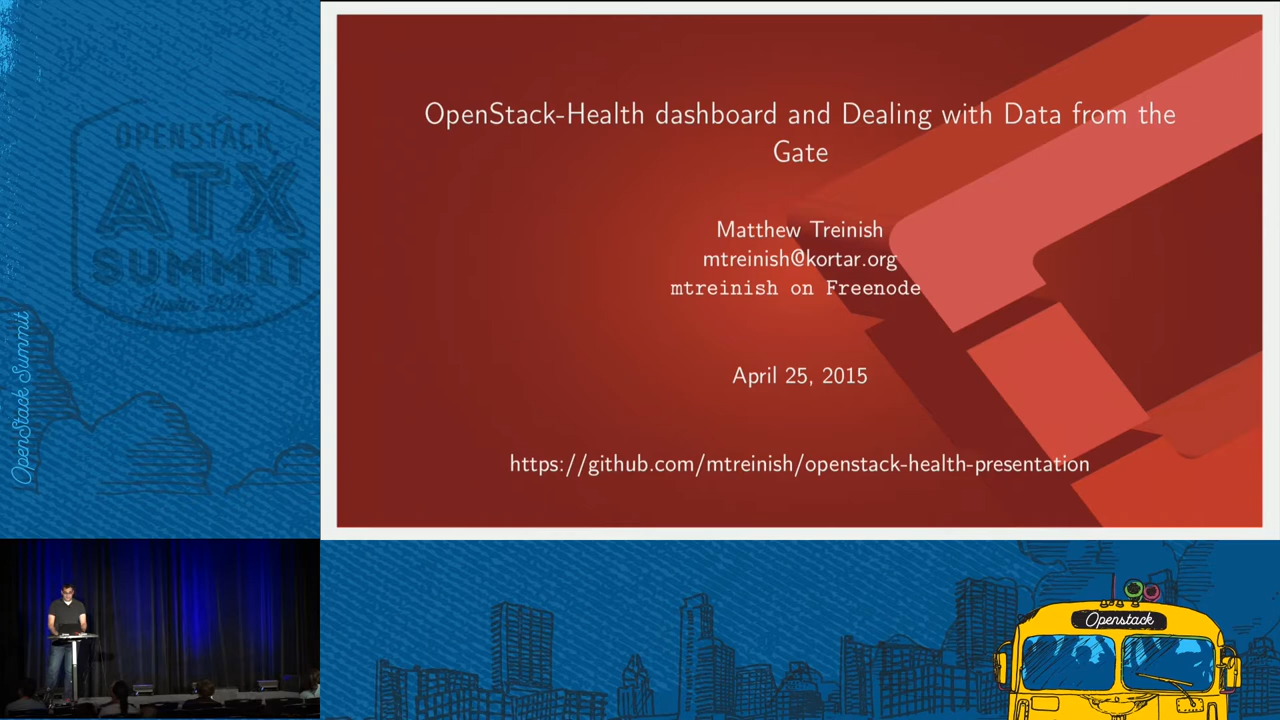 OpenStack-Health dashboard and Dealing with Data from the
Gate
Matthew Treinish
mtreinish@kortar.org
mtreinish on Freenode
April 25, 2015
https://github.com/mtreinish/openstack-health-presentation
OPENSTACK
ATX
SUMMIT
OpenStack Summit
Openstack